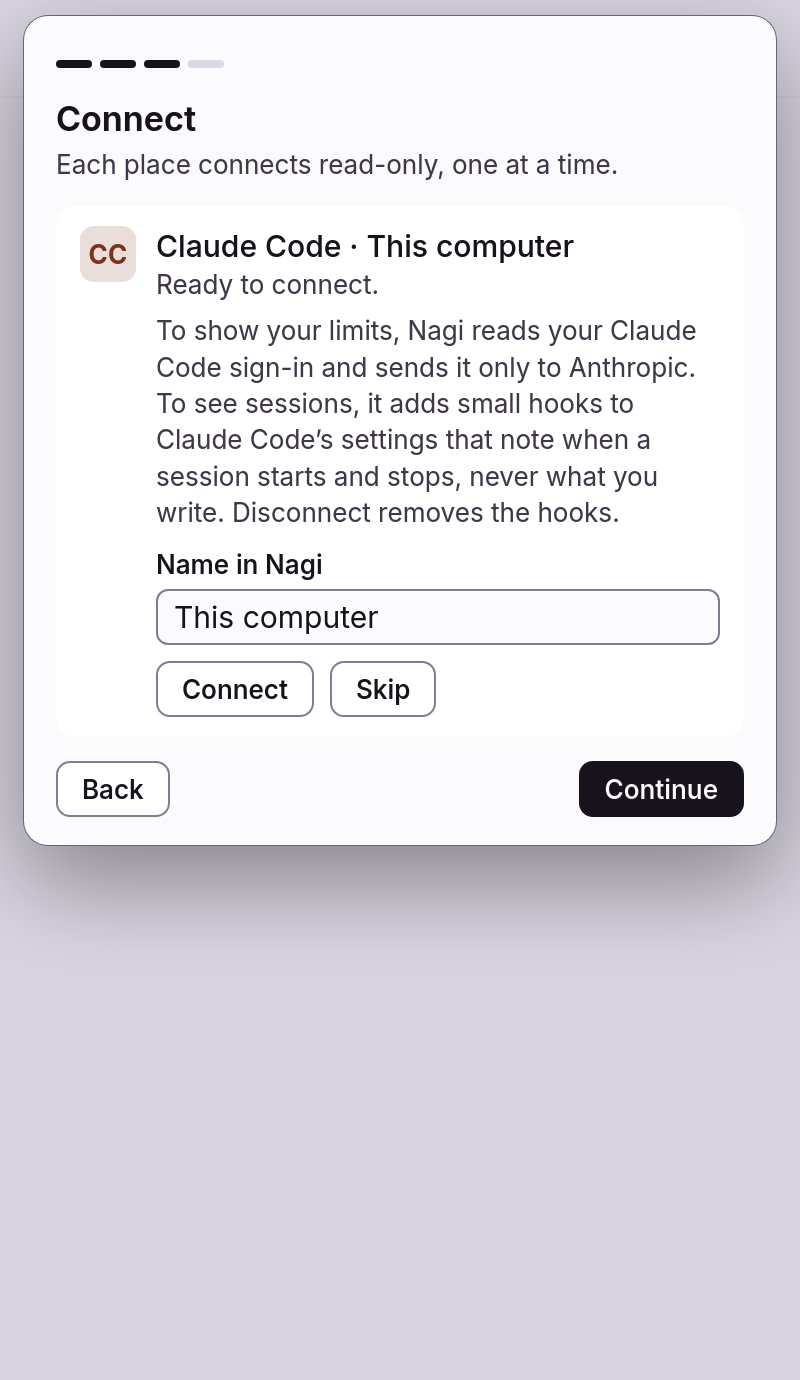 Connect
Each place connects read-only, one at a time.
CC
Claude Code · This computer
Ready to connect.
To show your limits, Nagi reads your Claude
Code sign-in and sends it only to Anthropic.
To see sessions, it adds small hooks to
Claude Code’s settings that note when a
session starts and stops, never what you
write. Disconnect removes the hooks.
Name in Nagi
This computer
Connect Skip
Back Continue